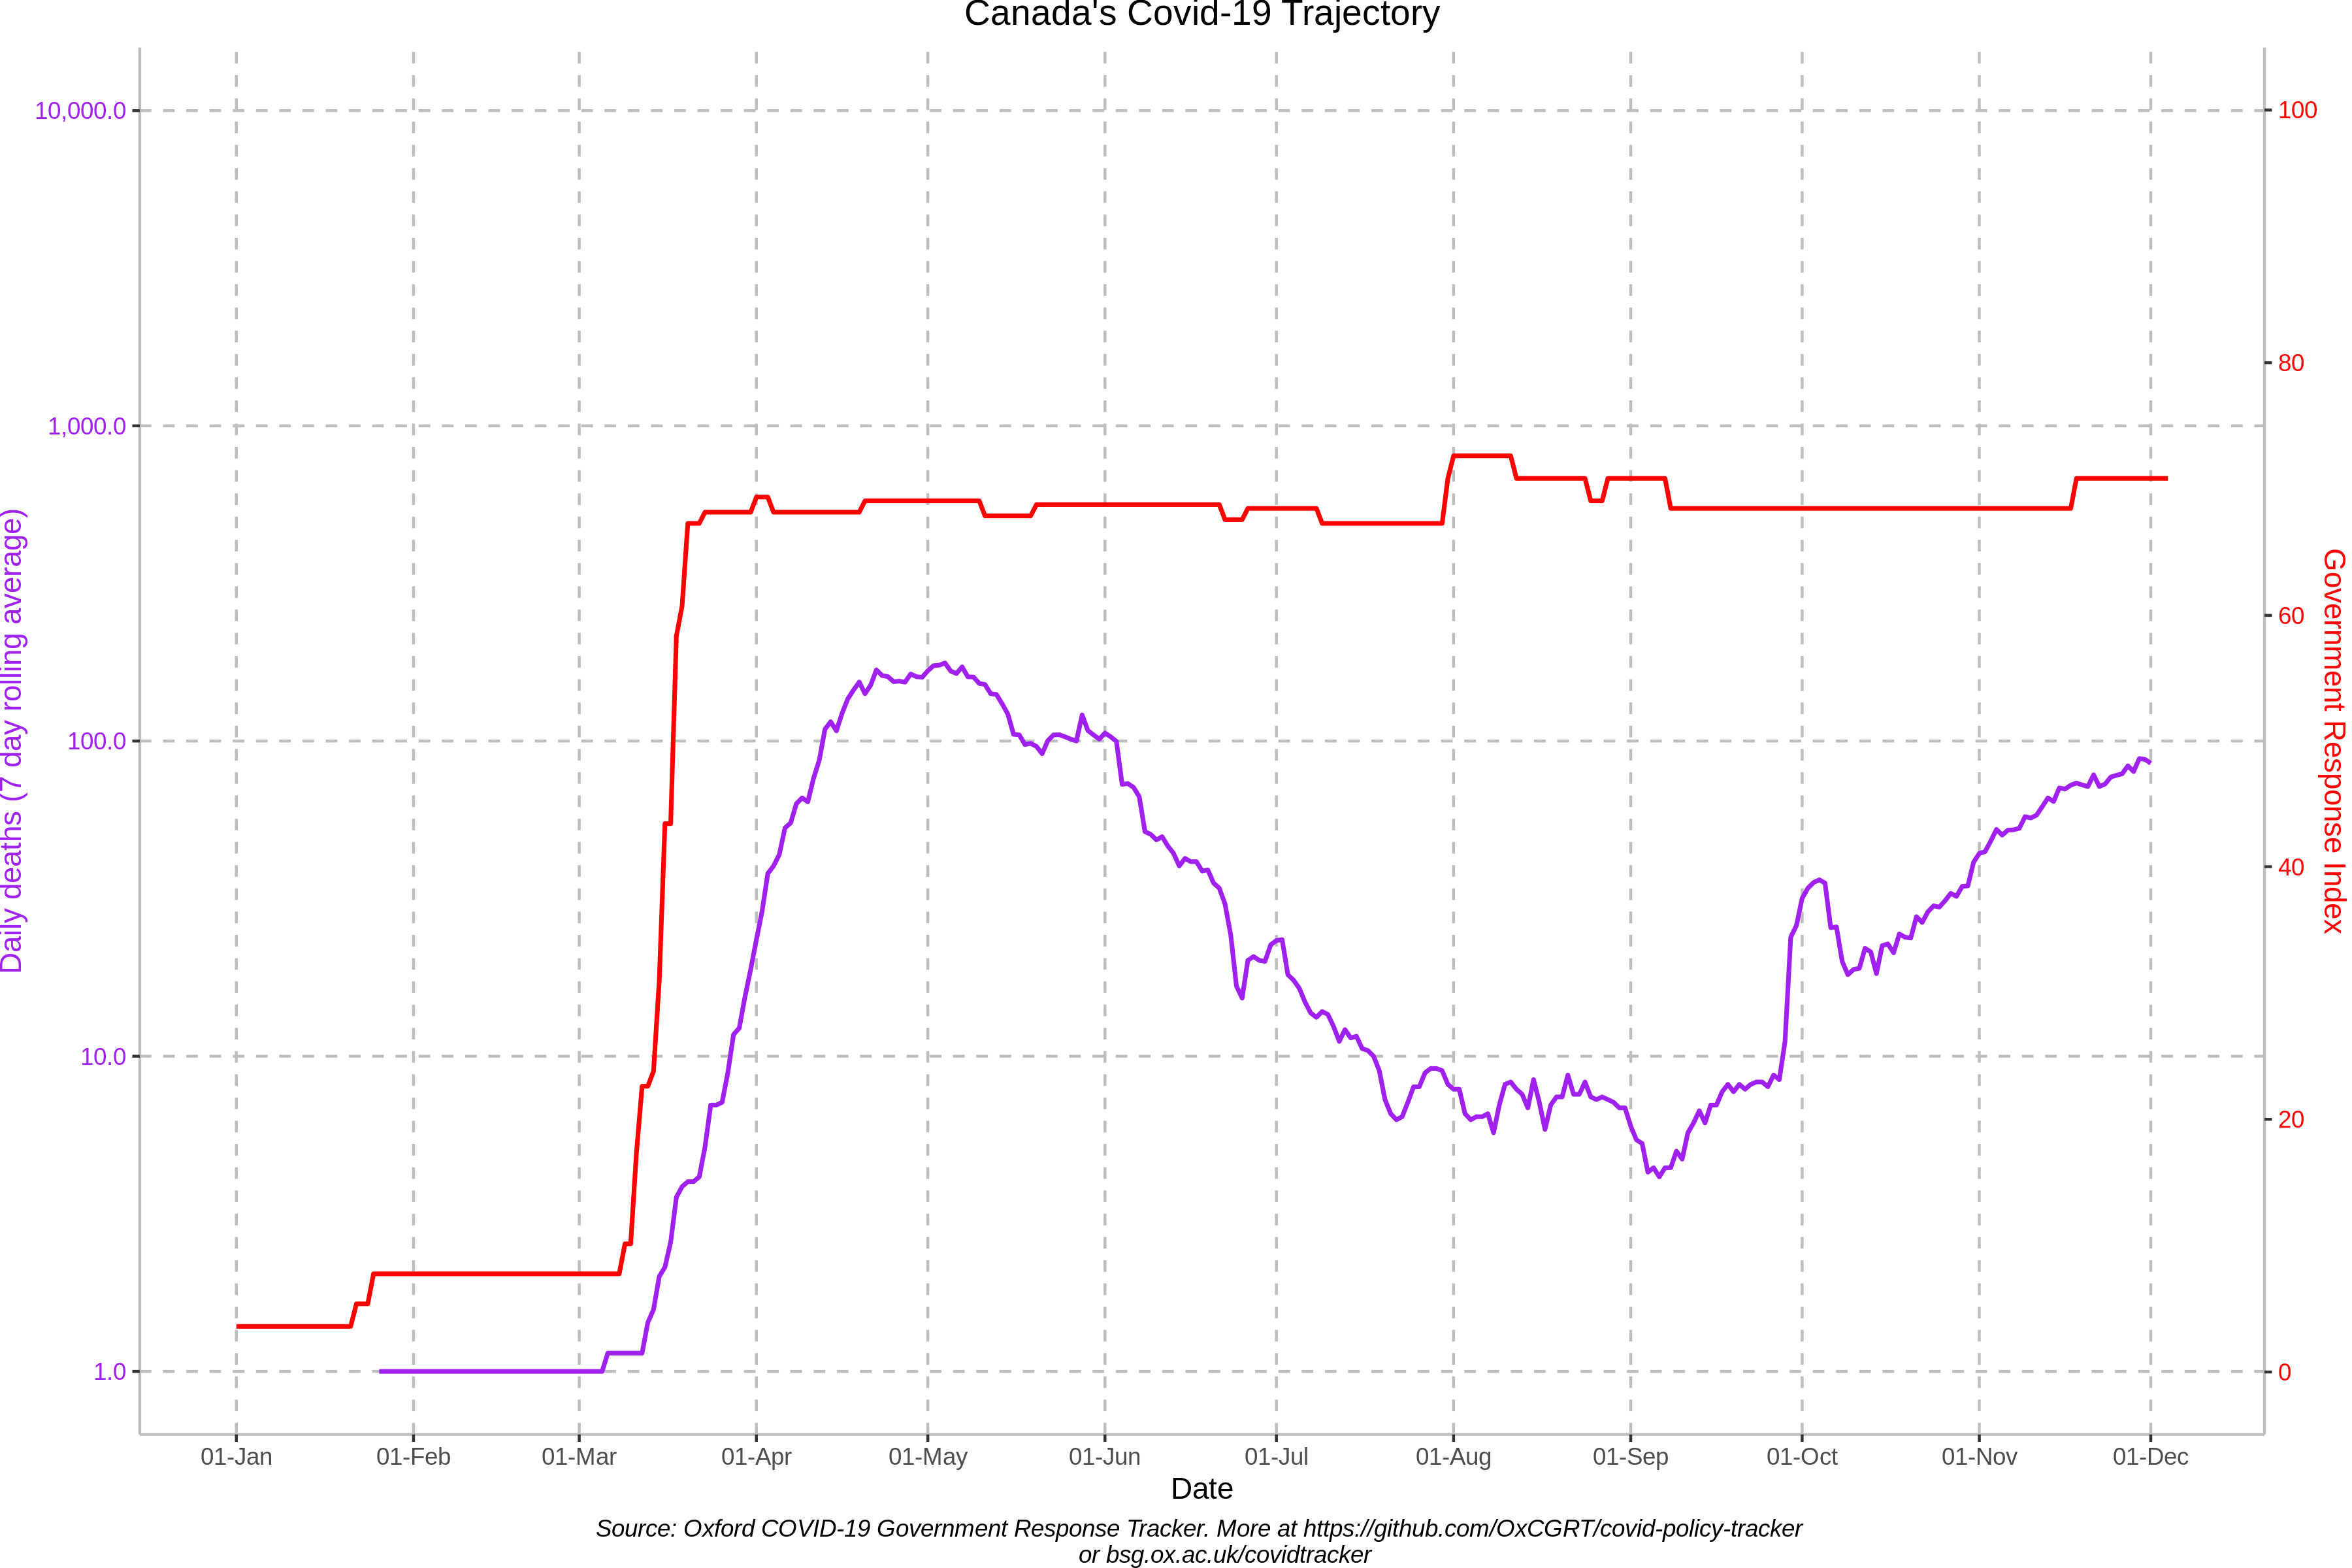 Canada's Covid-19 Trajectory
10,000.0
1,000.0
100.0
10.0
1.0
Daily deaths (7 day rolling average)
100
80
60
40
20
0
Government Response Index
01-Jan 01-Feb 01-Mar 01-Apr 01-May 01-Jun 01-Jul 01-Aug 01-Sep 01-Oct 01-Nov 01-Dec
Date
Source: Oxford COVID-19 Government Response Tracker. More at https://github.com/OxCGRT/covid-policy-tracker
or bsg.ox.ac.uk/covidtracker